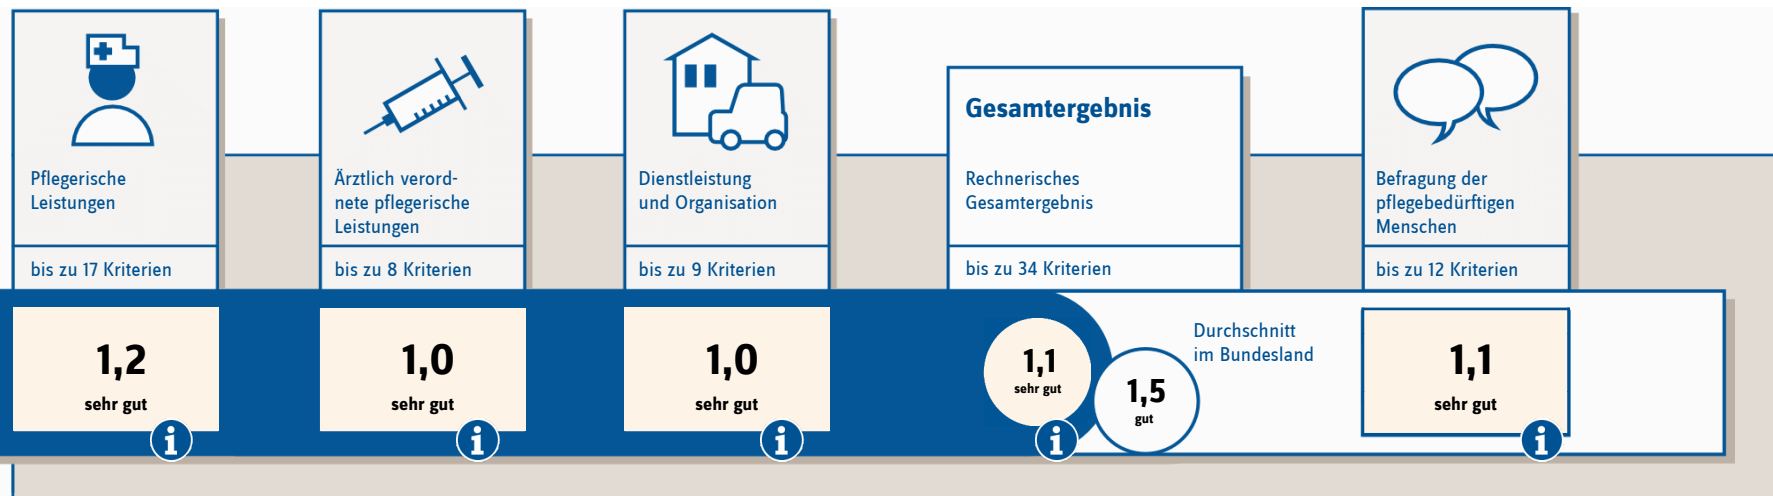 Pflegerische
Leistungen
bis zu 17 Kriterien
1,2
sehr gut
i
Ärztlich verord-
nete pflegerische
Leistungen
bis zu 8 Kriterien
1,0
sehr gut
i
Dienstleistung
und Organisation
bis zu 9 Kriterien
1,0
sehr gut
i
Gesamtergebnis
Rechnerisches
Gesamtergebnis
bis zu 34 Kriterien
1,1
sehr gut
i
1,5
gut
Durchschnitt
im Bundesland
Befragung der
pflegebedürftigen
Menschen
bis zu 12 Kriterien
1,1
sehr gut
i